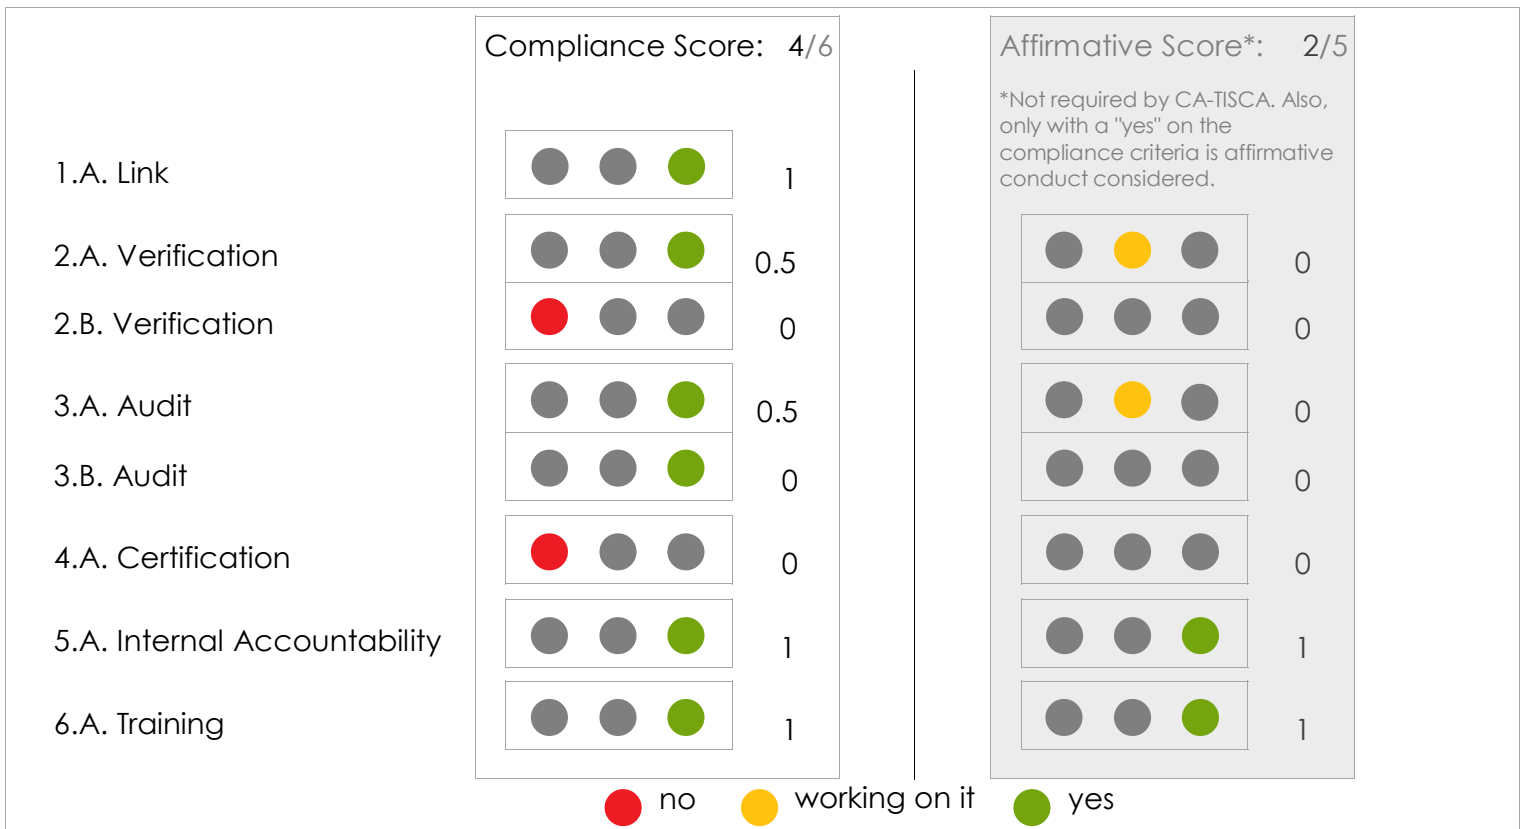 Compliance Score: 4/6
Affirmative Score*: 2/5
*Not required by CA-TISCA. Also,
only with a "yes" on the
compliance criteria is affirmative
conduct considered.
1.A. Link 1
2.A. Verification 0.5 0
2.B. Verification 0 0
3.A. Audit 0.5 0
3.B. Audit 0 0
4.A. Certification 0 0
5.A. Internal Accountability 1 1
6.A. Training 1 1
no working on it yes